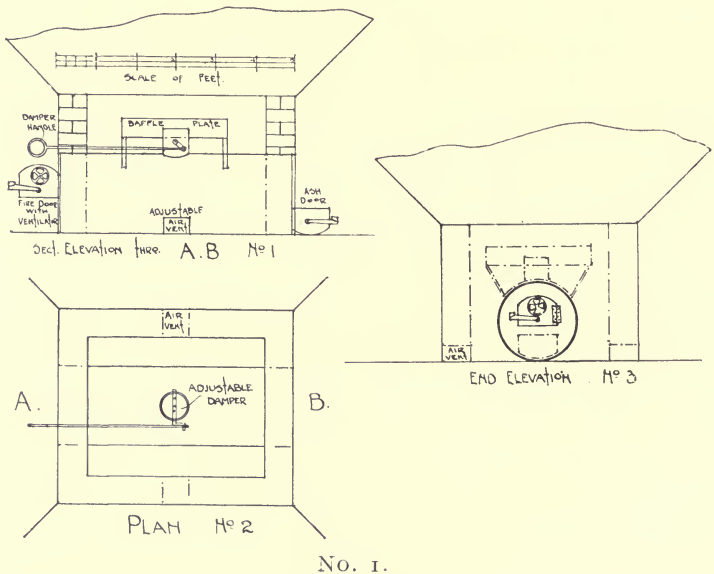 SCALE OF FEET.
DAMPER
HANDLE
BAFFLE PLATE
FIRE DOOR
WITH
VENTILATOR
ADJUSTABLE
AIR
VENT
ASH
DOOR
SECT. ELEVATION THRO. A.B Nº 1
AIR
VENT
A.
ADJUSTABLE
DAMPER
B.
PLAN Nº 2
AIR
VENT
END ELEVATION. Nº 3
No. 1.